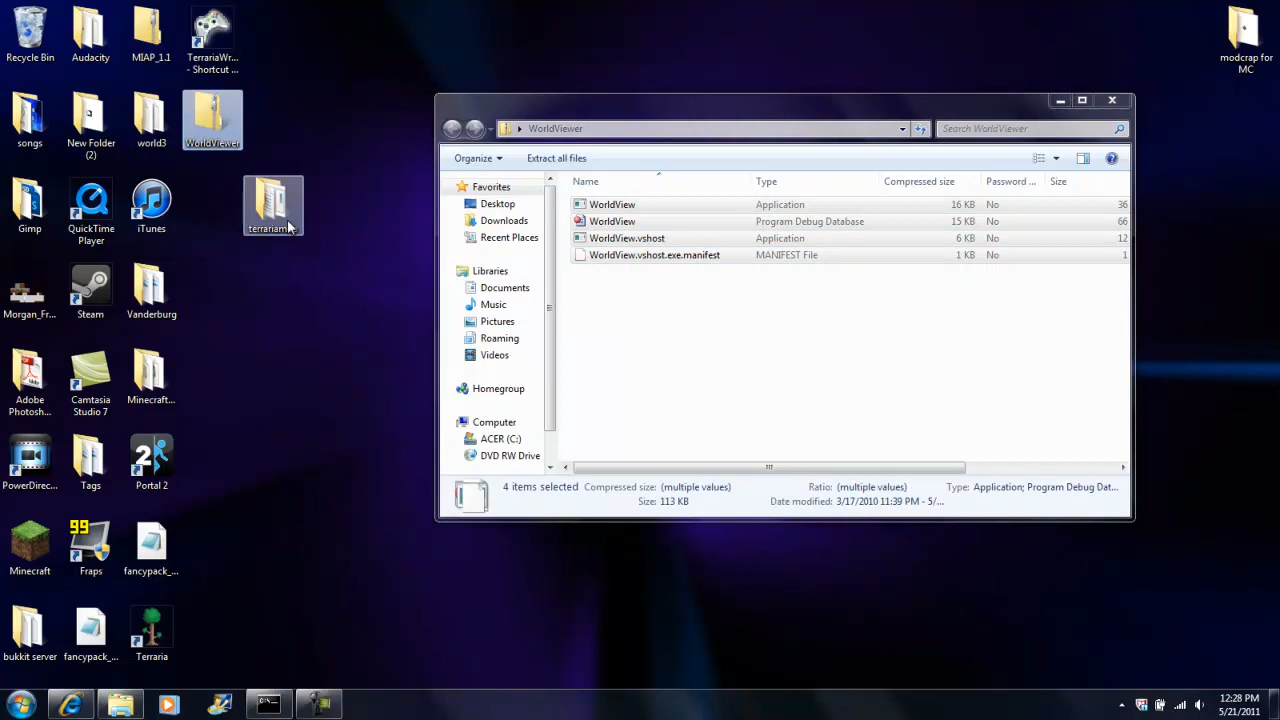 Recycle Bin
Audacity
MIAP_1.1
TerrariaWr...
- Shortcut ...
modcrap for
MC
songs
New Folder
(2)
world3
WorldViewer
Gimp
QuickTime
Player
iTunes
Morgan_Fr...
Steam
Vanderburg
Adobe
Photosh...
Camtasia
Studio 7
Minecraft...
PowerDirec...
Tags
2
Portal 2
Minecraft
99
Fraps
fancypack_...
bukkit server
fancypack_...
Terraria
WorldViewer
Search WorldViewer
Organize
Extract all files
Favorites
Desktop
Downloads
Recent Places
Libraries
Documents
Music
Pictures
Roaming
Videos
Homegroup
Computer
ACER (C:)
DVD RW Drive
Name Type Compressed size Password ... Size
WorldView Application 16 KB No 36
WorldView Program Debug Database 15 KB No 66
WorldView.vshost Application 6 KB No 12
WorldView.vshost.exe.manifest MANIFEST File 1 KB No 1
4 items selected Compressed size: (multiple values) Ratio: (multiple values) Type: Application; Program Debug Dat...
Size: 113 KB Date modified: 3/17/2010 11:39 PM - 5/...
C:\_
12:28 PM
5/21/2011